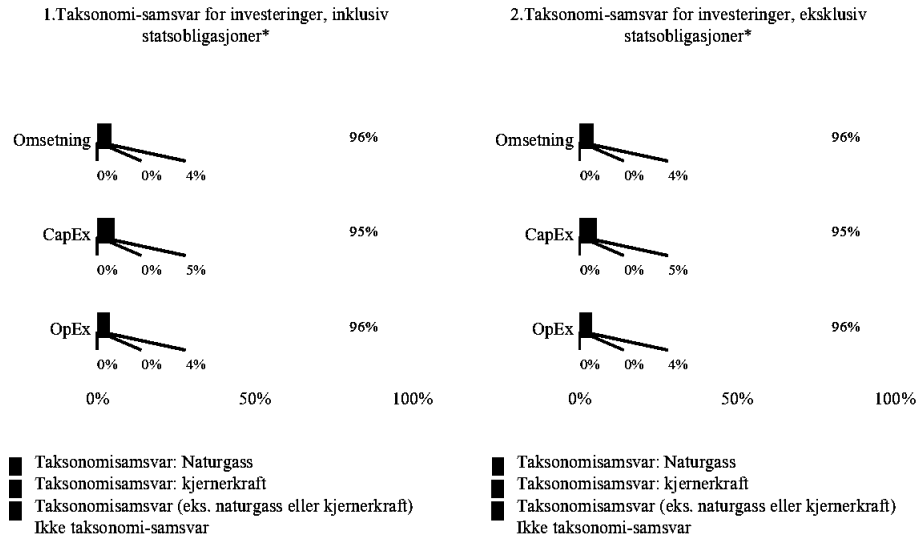 1.Taksonomi-samsvar for investeringer, inklusiv
statsobligasjoner*
Omsetning
96%
0% 0% 4%
CapEx
95%
0% 0% 5%
OpEx
96%
0% 0% 4%
0% 50% 100%
Taksonomisamsvar: Naturgass
Taksonomisamsvar: kjernerkraft
Taksonomisamsvar (eks. naturgass eller kjernerkraft)
Ikke taksonomi-samsvar
2.Taksonomi-samsvar for investeringer, eksklusiv
statsobligasjoner*
Omsetning
96%
0% 0% 4%
CapEx
95%
0% 0% 5%
OpEx
96%
0% 0% 4%
0% 50% 100%
Taksonomisamsvar: Naturgass
Taksonomisamsvar: kjernerkraft
Taksonomisamsvar (eks. naturgass eller kjernerkraft)
Ikke taksonomi-samsvar